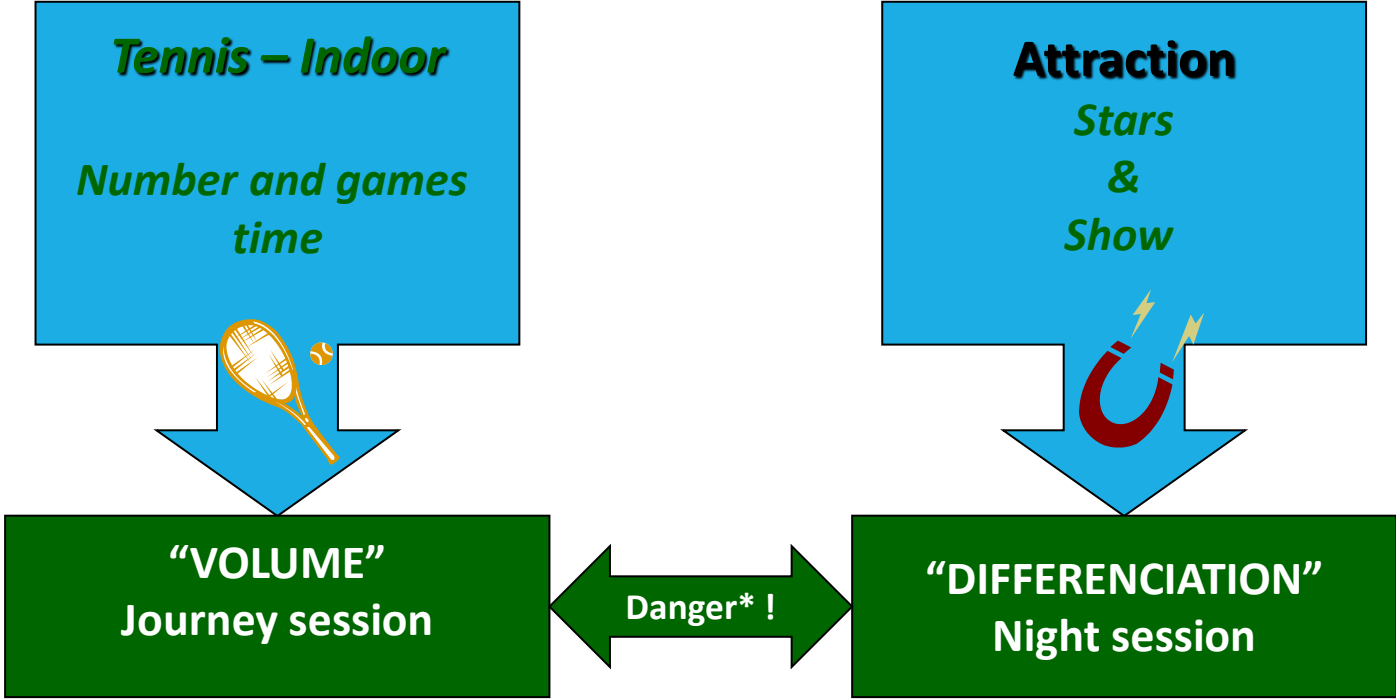 Tennis – Indoor
Number and games
time
Attraction
Stars
&
Show
“VOLUME”
Journey session
Danger* !
“DIFFERENCIATION”
Night session